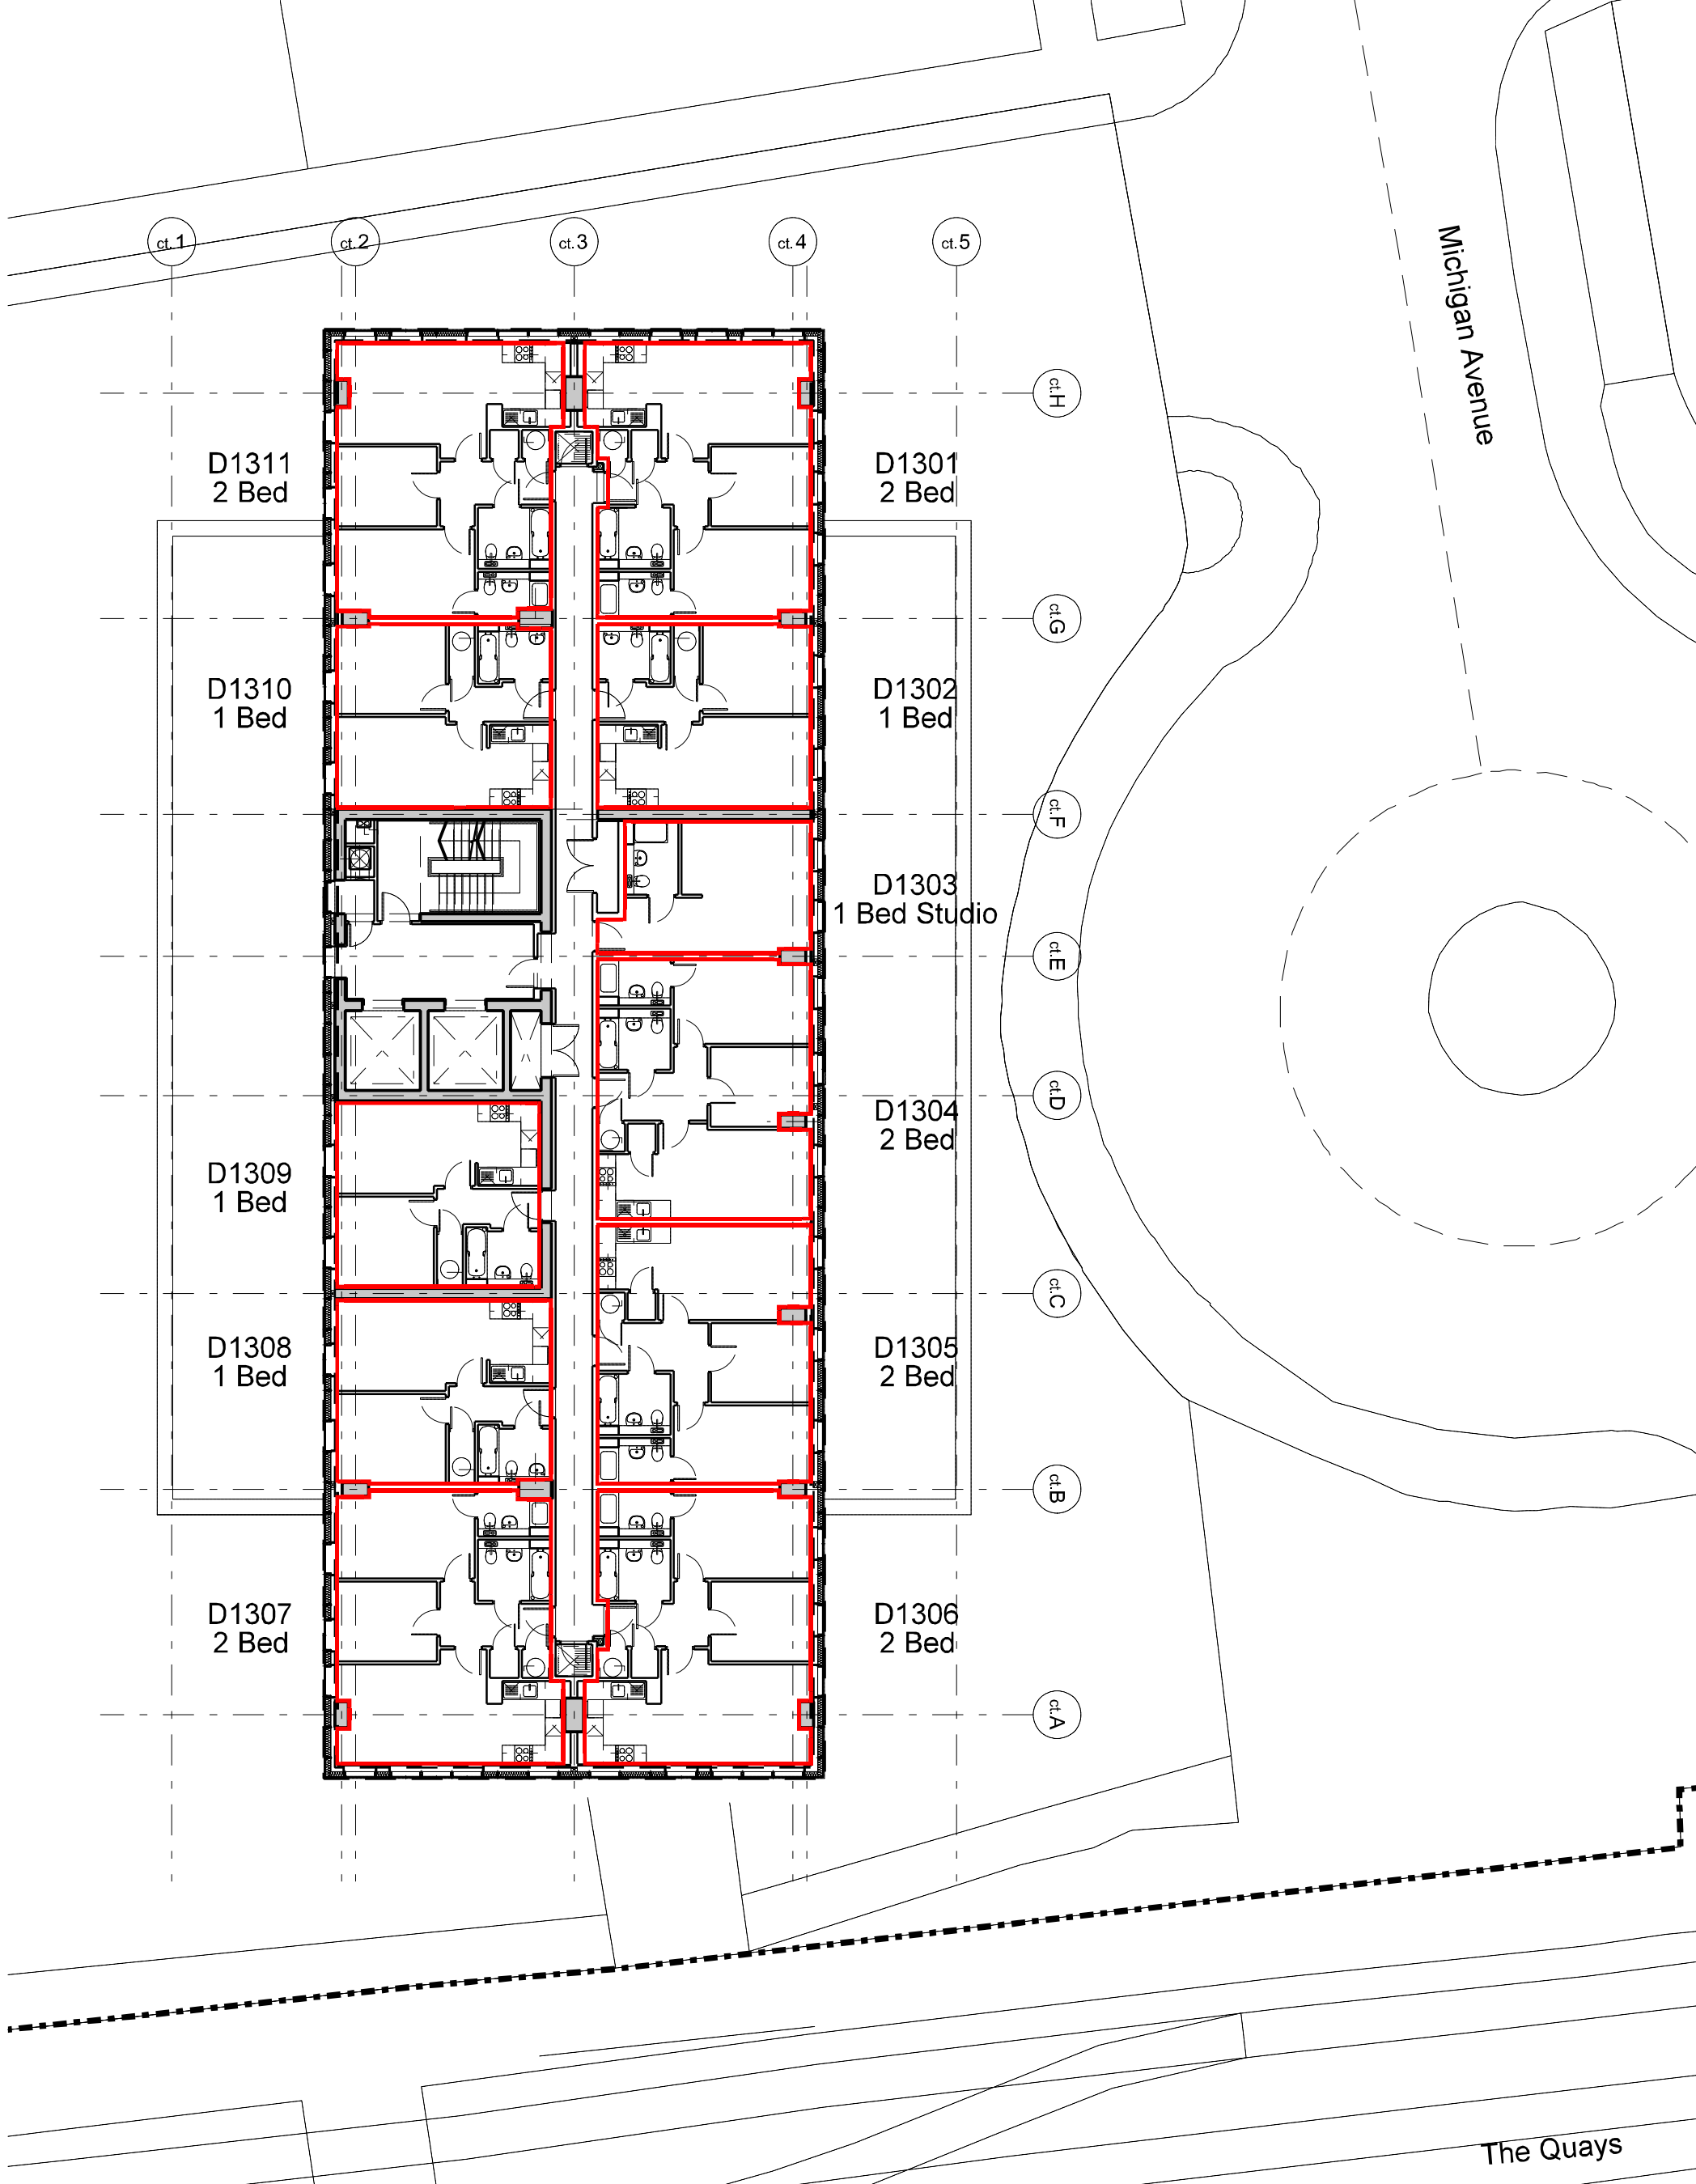 Michigan Avenue
ct.1
ct.2
ct.3
ct.4
ct.5
ct.H
D1311
2 Bed
D1301
2 Bed
ct.G
D1310
1 Bed
D1302
1 Bed
ct.F
D1303
1 Bed Studio
ct.E
ct.D
D1304
2 Bed
D1309
1 Bed
ct.C
D1308
1 Bed
D1305
2 Bed
ct.B
D1307
2 Bed
D1306
2 Bed
ct.A
The Quays